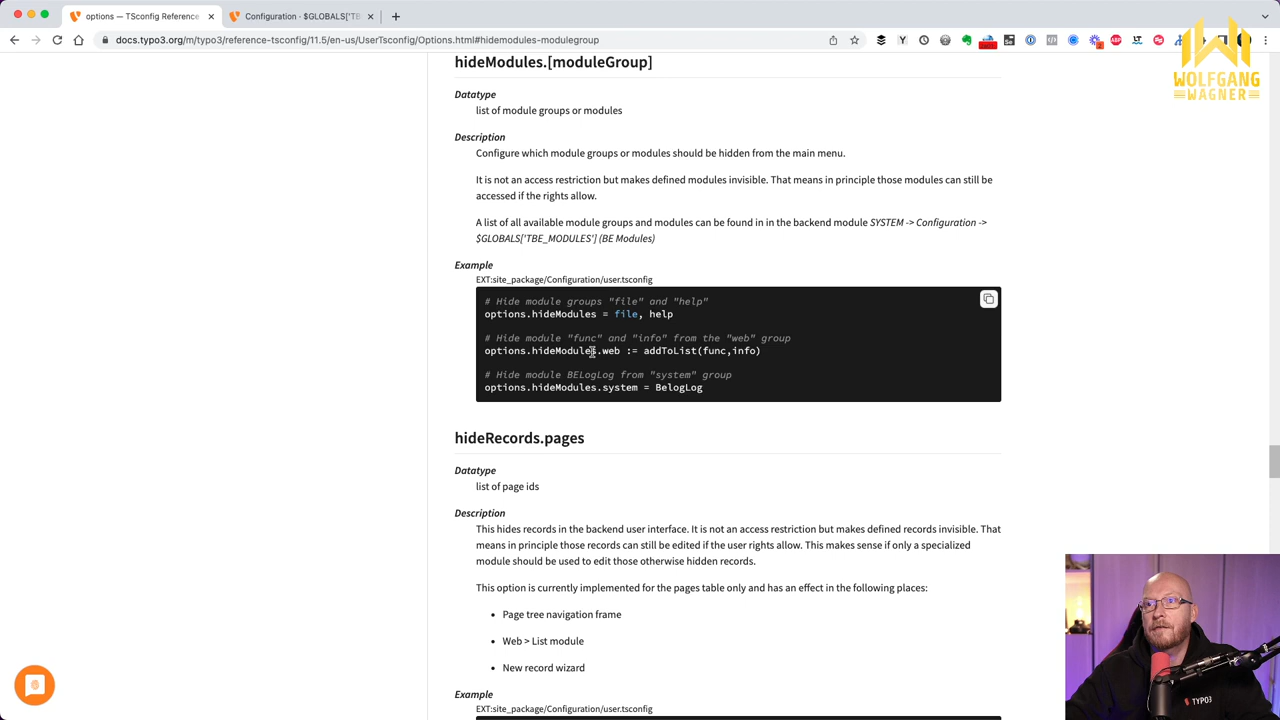 options — TSconfig Reference
Configuration · $GLOBALS['TB
docs.typo3.org/m/typo3/reference-tsconfig/11.5/en-us/UserTsconfig/Options.html#hidemodules-modulegroup
WOLFGANG
WAGNER
hideModules.[moduleGroup]
Datatype
list of module groups or modules
Description
Configure which module groups or modules should be hidden from the main menu.
It is not an access restriction but makes defined modules invisible. That means in principle those modules can still be
accessed if the rights allow.
A list of all available module groups and modules can be found in in the backend module SYSTEM -> Configuration ->
$GLOBALS['TBE_MODULES'] (BE Modules)
Example
EXT:site_package/Configuration/user.tsconfig
# Hide module groups "file" and "help"
options.hideModules = file, help
# Hide module "func" and "info" from the "web" group
options.hideModules.web := addToList(func,info)
# Hide module BELogLog from "system" group
options.hideModules.system = BelogLog
hideRecords.pages
Datatype
list of page ids
Description
This hides records in the backend user interface. It is not an access restriction but makes defined records invisible. That
means in principle those records can still be edited if the user rights allow. This makes sense if only a specialized
module should be used to edit those otherwise hidden records.
This option is currently implemented for the pages table only and has an effect in the following places:
• Page tree navigation frame
• Web > List module
• New record wizard
Example
EXT:site_package/Configuration/user.tsconfig
TYPO3